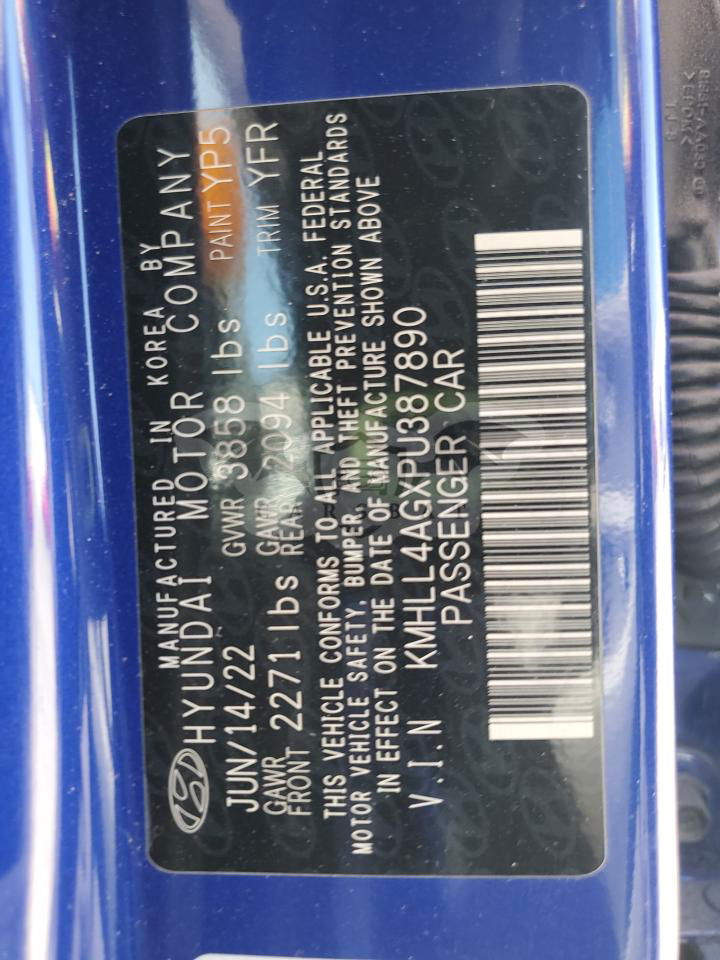 MANUFACTURED IN KOREA BY
HYUNDAI MOTOR COMPANY
JUN/14/22 GVWR 3858 lbs PAINT YP5
GAWR FRONT 2271 lbs GAWR REAR 2094 lbs TRIM YFR
THIS VEHICLE CONFORMS TO ALL APPLICABLE U.S.A. FEDERAL
MOTOR VEHICLE SAFETY, BUMPER, AND THEFT PREVENTION STANDARDS
IN EFFECT ON THE DATE OF MANUFACTURE SHOWN ABOVE
V.I.N KMHLL4AGXPU387890
PASSENGER CAR